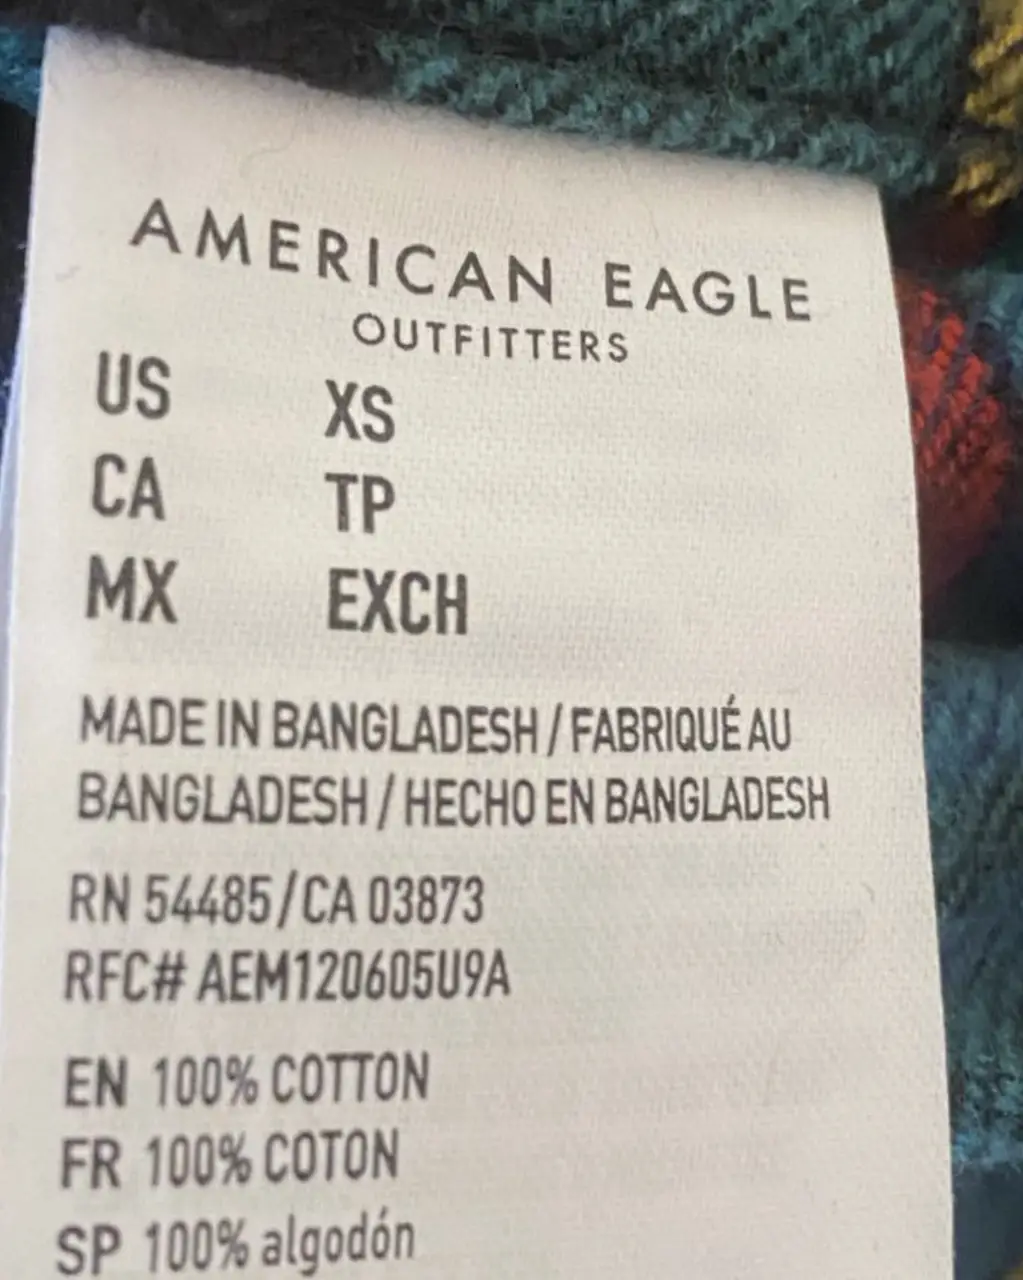 AMERICAN EAGLE
OUTFITTERS
US XS
CA TP
MX EXCH
MADE IN BANGLADESH / FABRIQUÉ AU
BANGLADESH / HECHO EN BANGLADESH
RN 54485 / CA 03873
RFC# AEM120605U9A
EN 100% COTTON
FR 100% COTON
SP 100% algodón